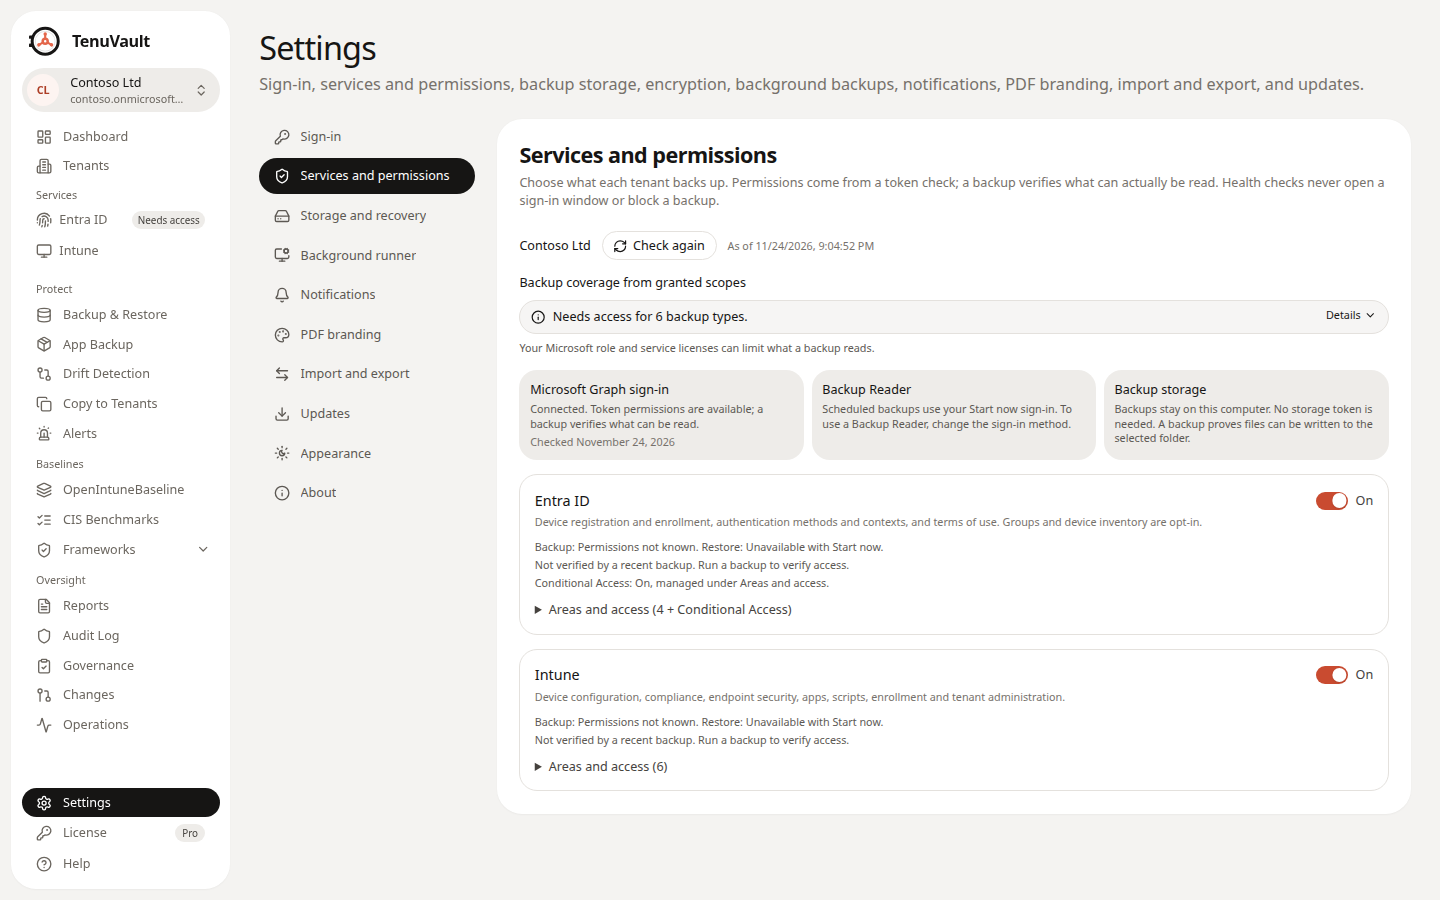 TenuVault
CL
Contoso Ltd
contoso.onmicrosoft...
Dashboard
Tenants
Services
Entra ID
Needs access
Intune
Protect
Backup & Restore
App Backup
Drift Detection
Copy to Tenants
Alerts
Baselines
OpenIntuneBaseline
CIS Benchmarks
Frameworks
Oversight
Reports
Audit Log
Governance
Changes
Operations
Settings
License
Pro
Help
Settings
Sign-in, services and permissions, backup storage, encryption, background backups, notifications, PDF branding, import and export, and updates.
Sign-in
Services and permissions
Storage and recovery
Background runner
Notifications
PDF branding
Import and export
Updates
Appearance
About
Services and permissions
Choose what each tenant backs up. Permissions come from a token check; a backup verifies what can actually be read. Health checks never open a
sign-in window or block a backup.
Contoso Ltd
Check again
As of 11/24/2026, 9:04:52 PM
Backup coverage from granted scopes
Needs access for 6 backup types.
Details
Your Microsoft role and service licenses can limit what a backup reads.
Microsoft Graph sign-in
Connected. Token permissions are available; a
backup verifies what can be read.
Checked November 24, 2026
Backup Reader
Scheduled backups use your Start now sign-in. To
use a Backup Reader, change the sign-in method.
Backup storage
Backups stay on this computer. No storage token is
needed. A backup proves files can be written to the
selected folder.
Entra ID
On
Device registration and enrollment, authentication methods and contexts, and terms of use. Groups and device inventory are opt-in.
Backup: Permissions not known. Restore: Unavailable with Start now.
Not verified by a recent backup. Run a backup to verify access.
Conditional Access: On, managed under Areas and access.
Areas and access (4 + Conditional Access)
Intune
On
Device configuration, compliance, endpoint security, apps, scripts, enrollment and tenant administration.
Backup: Permissions not known. Restore: Unavailable with Start now.
Not verified by a recent backup. Run a backup to verify access.
Areas and access (6)